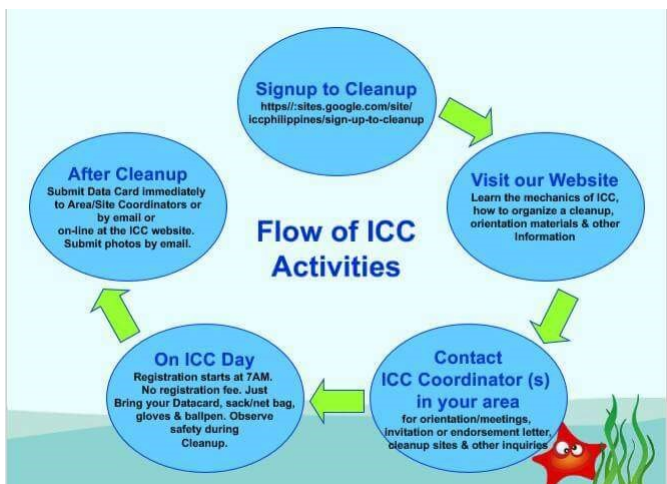 Signup to Cleanup
https//:sites.google.com/site/
iccphilippines/sign-up-to-cleanup
Visit our Website
Learn the mechanics of ICC,
how to organize a cleanup,
orientation materials & other
Information
Contact
ICC Coordinator (s)
in your area
for orientation/meetings,
invitation or endorsement letter,
cleanup sites & other inquiries
On ICC Day
Registration starts at 7AM.
No registration fee. Just
Bring your Datacard, sack/net bag,
gloves & ballpen. Observe
safety during
Cleanup.
After Cleanup
Submit Data Card immediately
to Area/Site Coordinators or
by email or
on-line at the ICC website.
Submit photos by email.
Flow of ICC
Activities